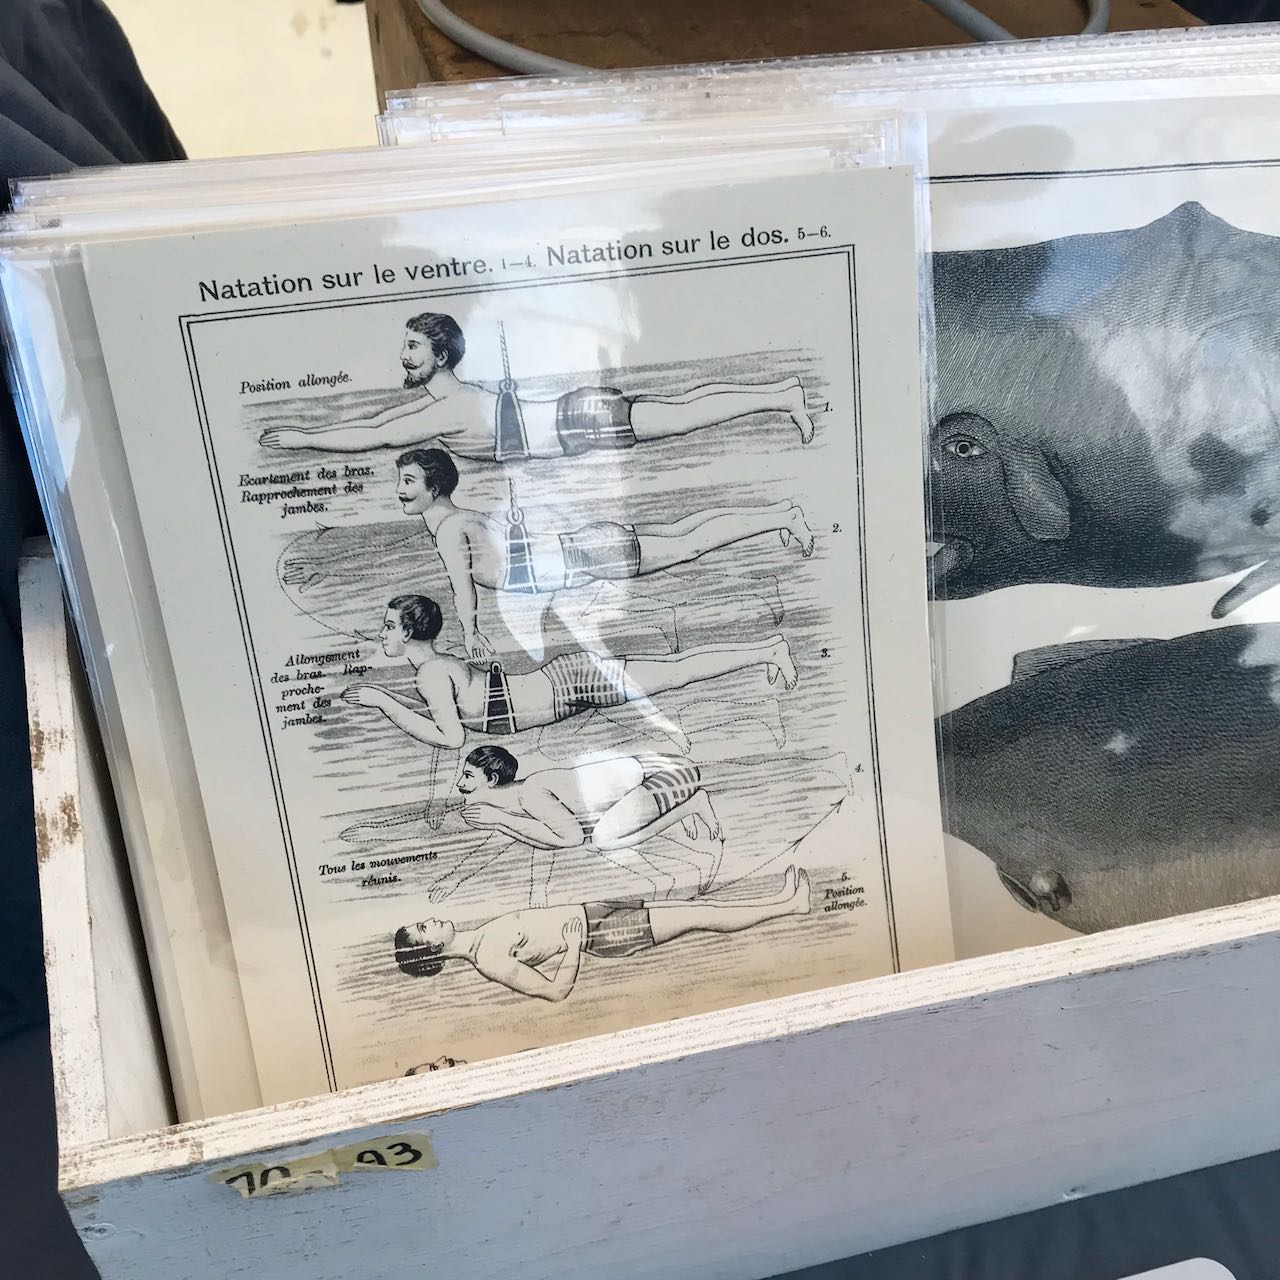 Natation sur le ventre. 1—4. Natation sur le dos. 5—6.
Position allongée.
1.
Ecartement des bras.
Rapprochement des
jambes.
2.
Allongement
des bras. Rap-
proche-
ment des
jambes.
3.
4.
Tous les mouvements
réunis.
5.
Position
allongée.
70 - 93